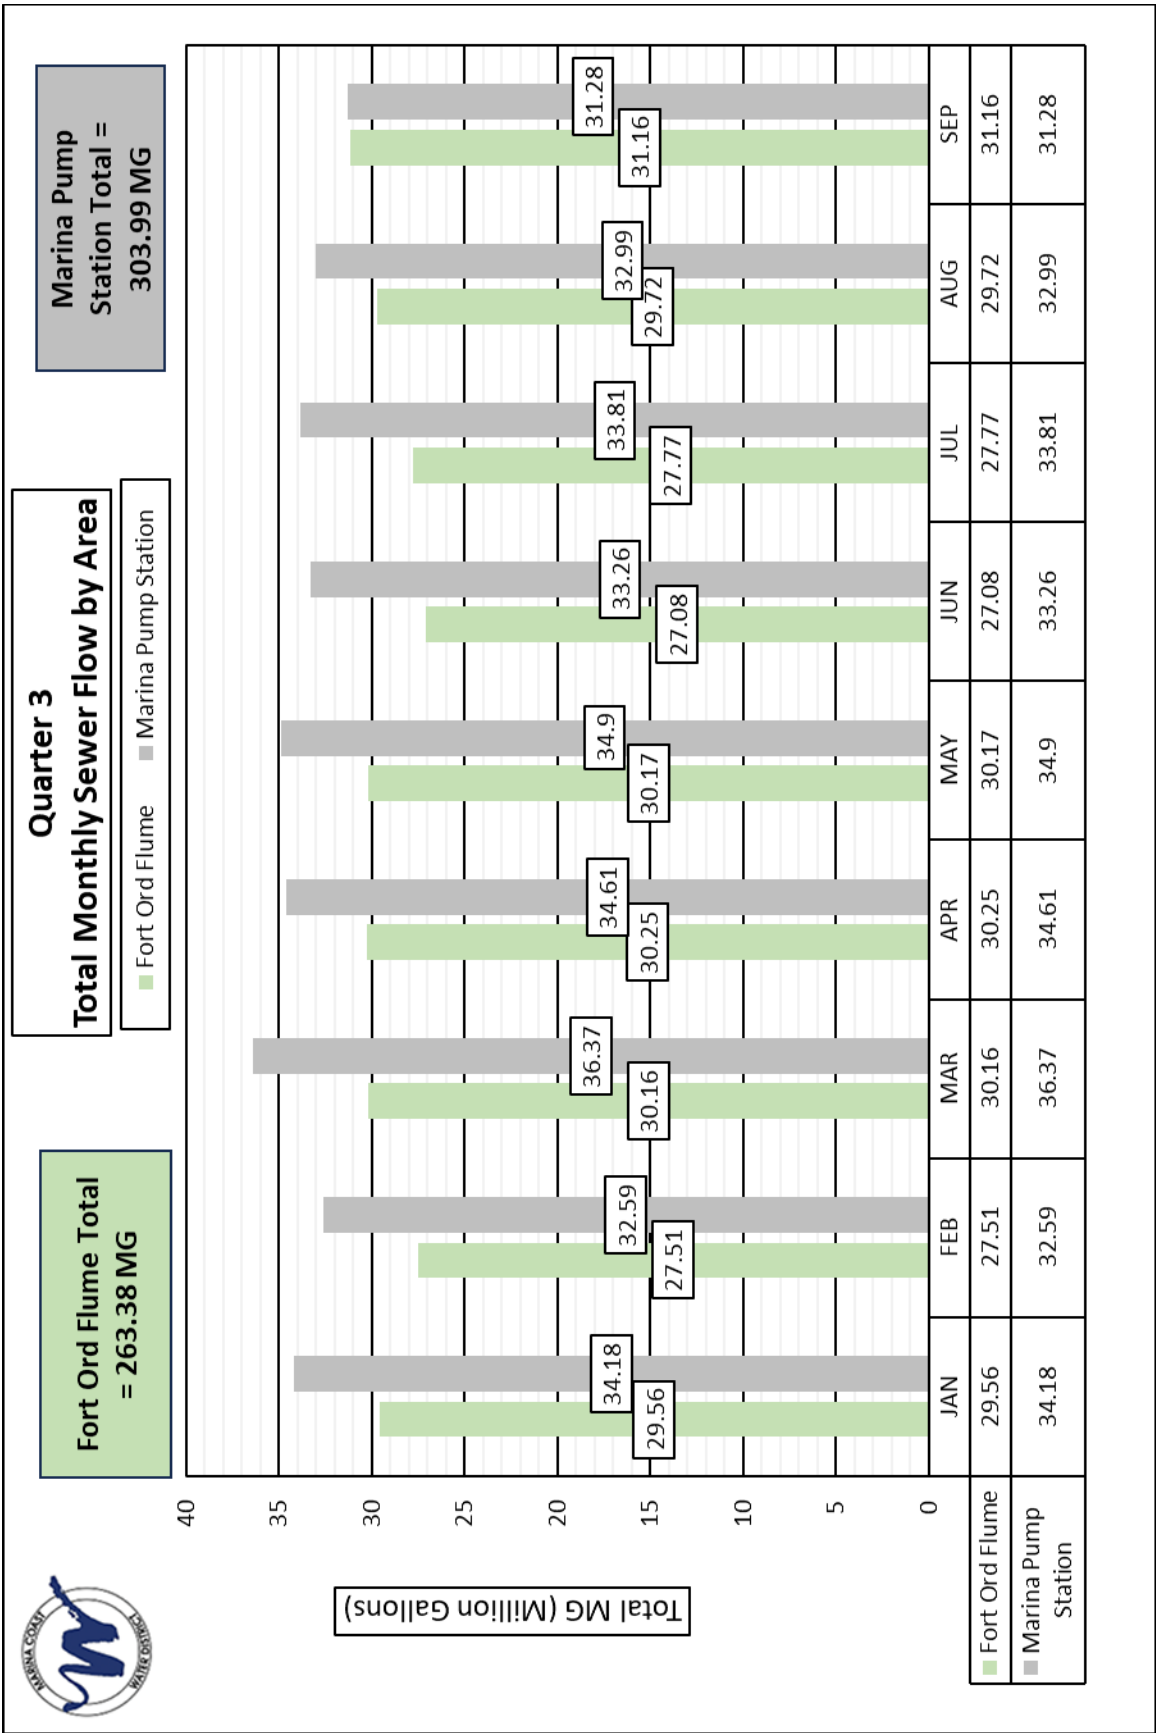 MARINA COAST
WATER DISTRICT
Fort Ord Flume Total
= 263.38 MG
Quarter 3
Total Monthly Sewer Flow by Area
Fort Ord Flume Marina Pump Station
Marina Pump
Station Total =
303.99 MG
Total MG (Million Gallons)
40
35
30
25
20
15
10
5
0
34.18
29.56
32.59
27.51
36.37
30.16
34.61
30.25
34.9
30.17
33.26
27.08
33.81
27.77
32.99
29.72
31.28
31.16
JAN FEB MAR APR MAY JUN JUL AUG SEP
Fort Ord Flume 29.56 27.51 30.16 30.25 30.17 27.08 27.77 29.72 31.16
Marina Pump
Station 34.18 32.59 36.37 34.61 34.9 33.26 33.81 32.99 31.28